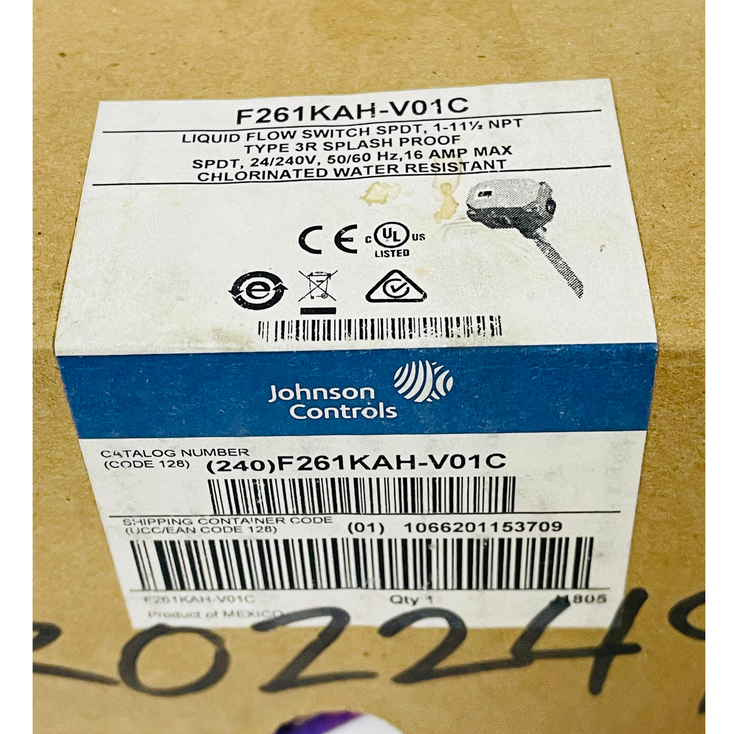 F261KAH-V01C
LIQUID FLOW SWITCH SPDT, 1-11½ NPT
TYPE 3R SPLASH PROOF
SPDT, 24/240V, 50/60 Hz,16 AMP MAX
CHLORINATED WATER RESISTANT
CE
C UL US
LISTED
e
Johnson
Controls
CATALOG NUMBER
(CODE 128) (240)F261KAH-V01C
SHIPPING CONTAINER CODE
(UCC/EAN CODE 128) (01) 1066201153709
F261KAH-V01C Qty 1 J1805
Product of MEXICO
202249